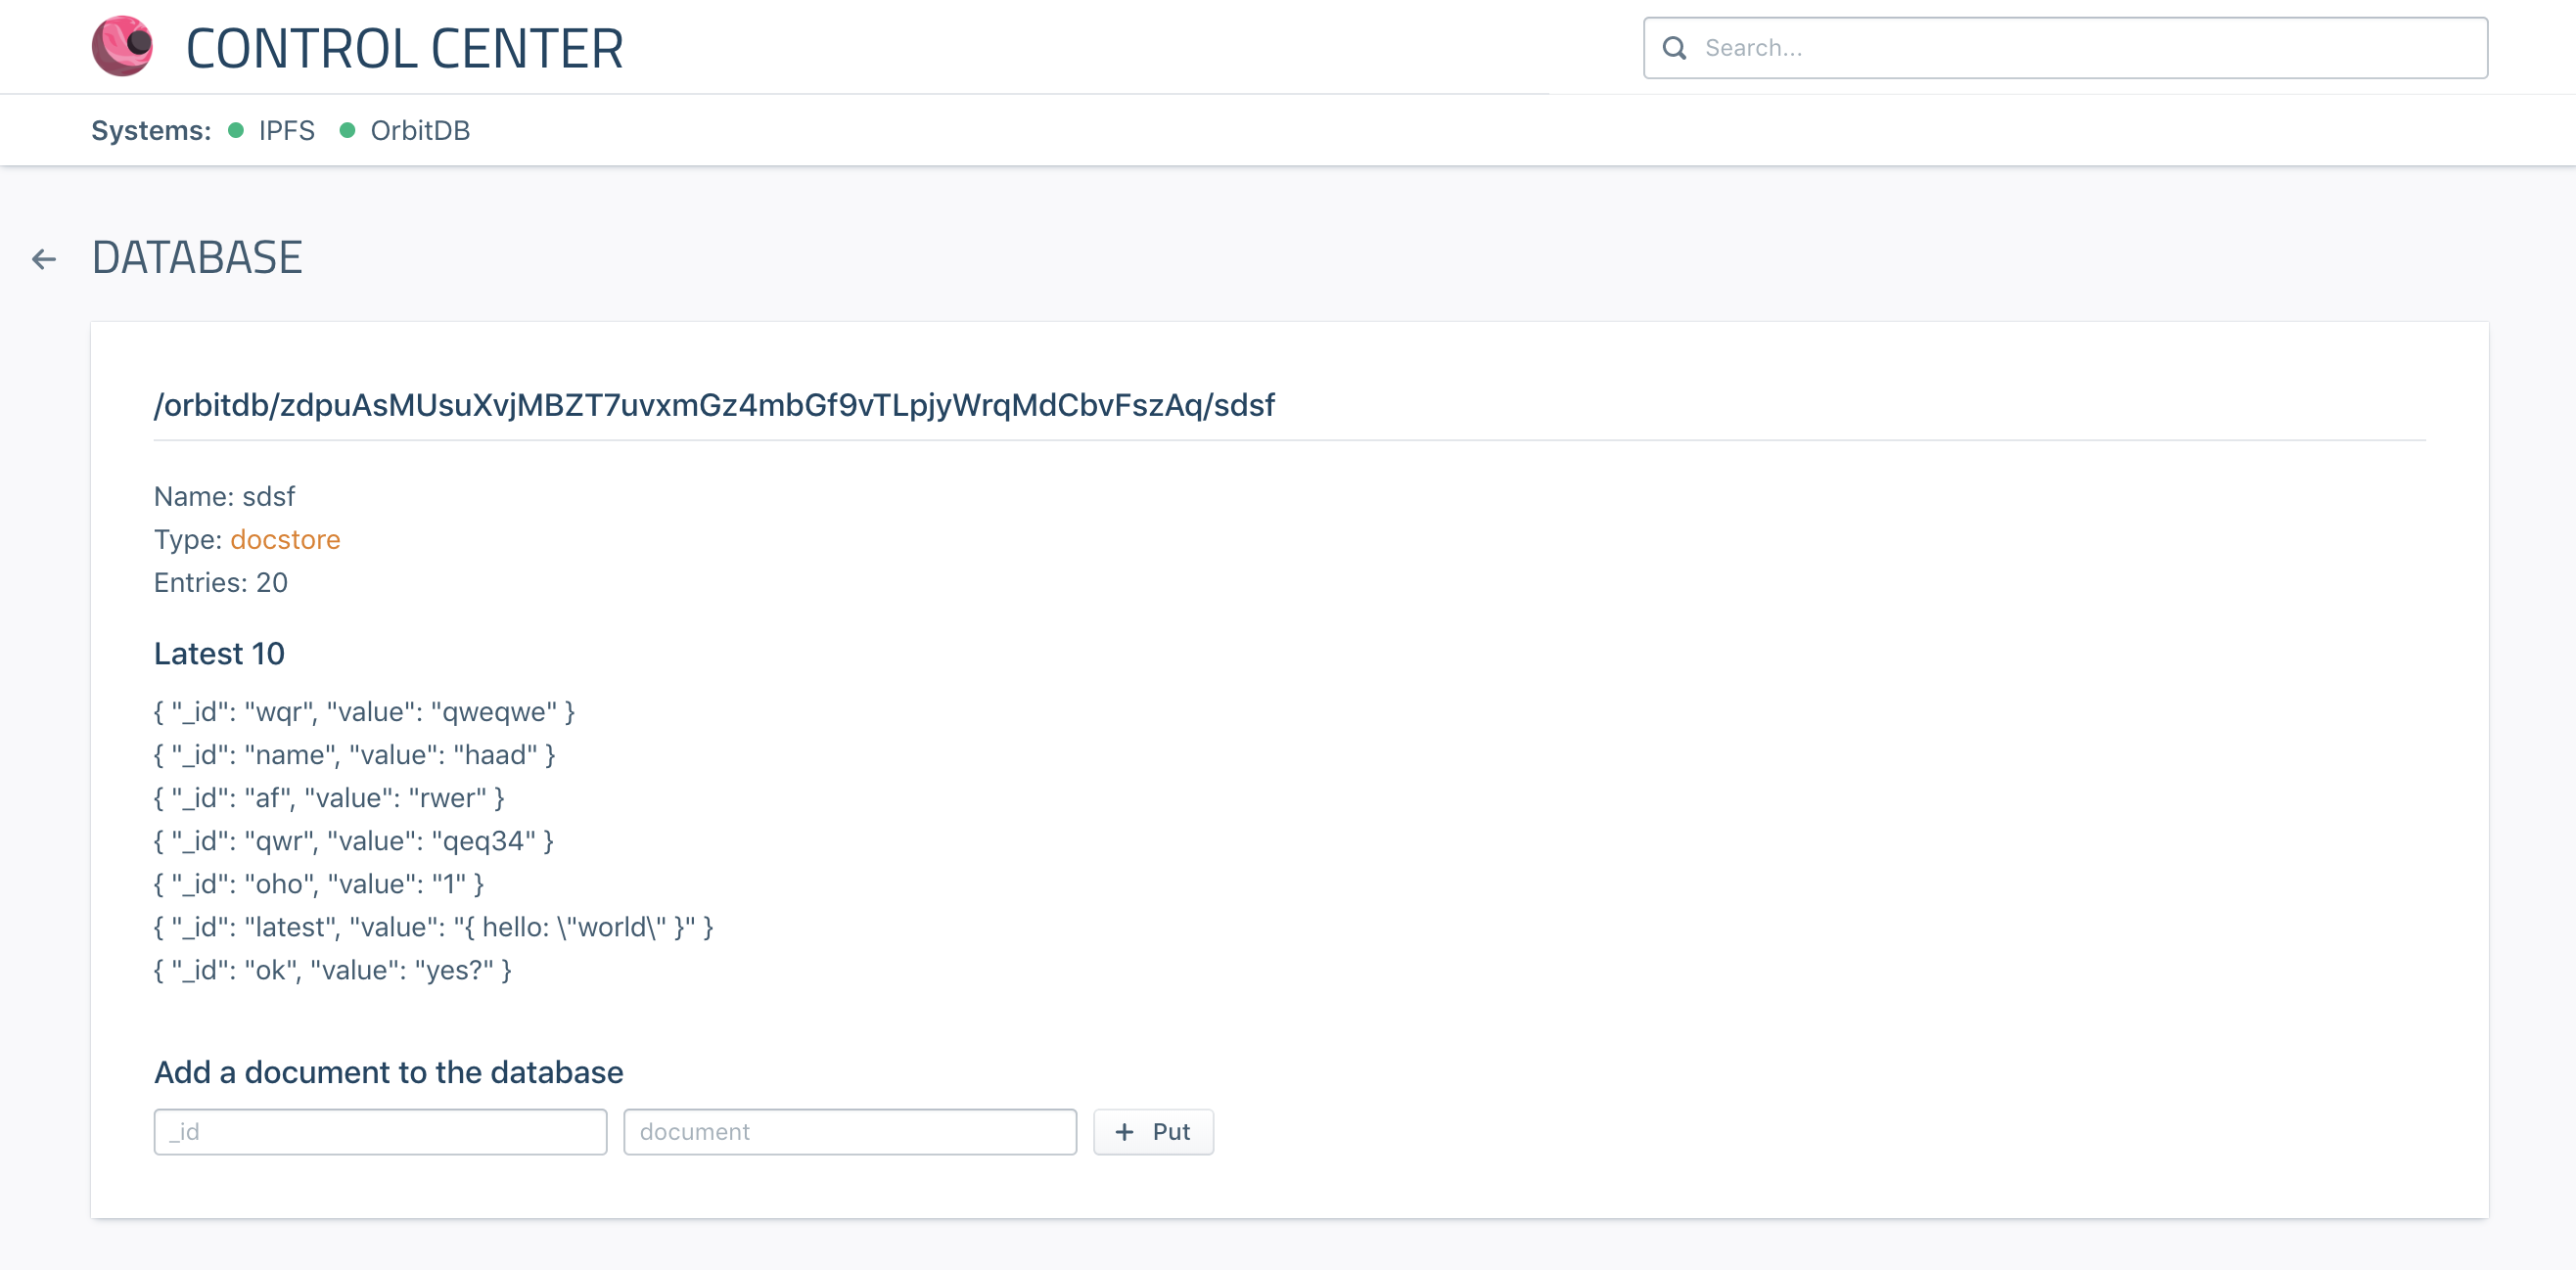 CONTROL CENTER
Search...
Systems: IPFS OrbitDB
DATABASE
/orbitdb/zdpuAsMUsuXvjMBZT7uvxmGz4mbGf9vTLpjyWrqMdCbvFszAq/sdsf
Name: sdsf
Type: docstore
Entries: 20
Latest 10
{ "_id": "wqr", "value": "qweqwe" }
{ "_id": "name", "value": "haad" }
{ "_id": "af", "value": "rwer" }
{ "_id": "qwr", "value": "qeq34" }
{ "_id": "oho", "value": "1" }
{ "_id": "latest", "value": "{ hello: \"world\" }" }
{ "_id": "ok", "value": "yes?" }
Add a document to the database
_id
document
+ Put